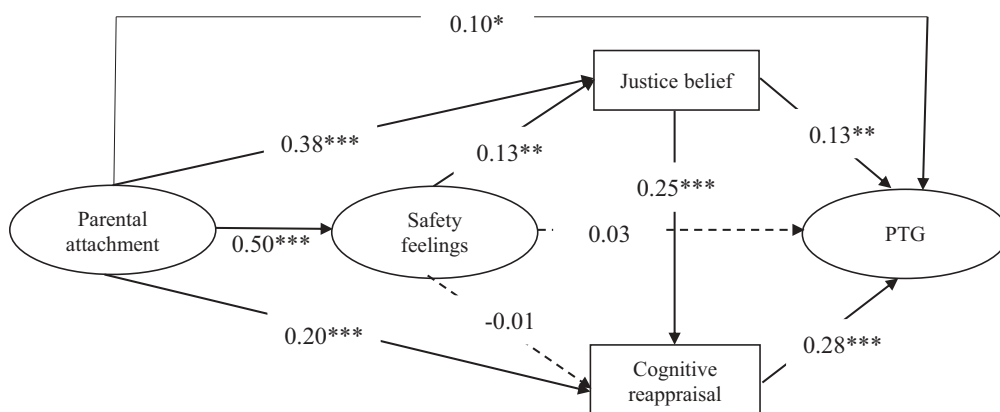 0.10*
Justice belief
0.38***
0.13**
0.13**
0.25***
Parental
attachment
0.50***
Safety
feelings
0.03
PTG
0.20***
-0.01
0.28***
Cognitive
reappraisal